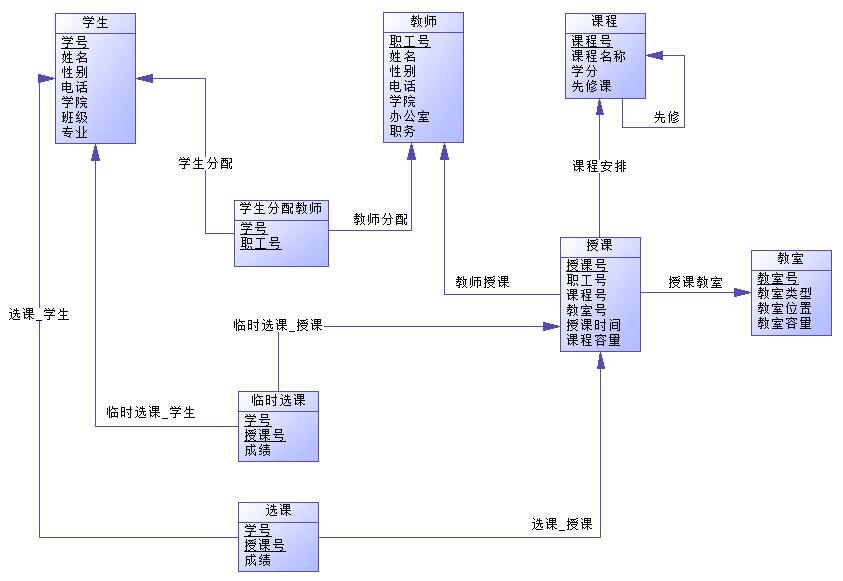 学生
学号
姓名
性别
电话
学院
班级
专业
教师
职工号
姓名
性别
电话
学院
办公室
职务
课程
课程号
课程名称
学分
先修课
先修
学生分配
课程安排
学生分配教师
学号
职工号
教师分配
授课
授课号
职工号
课程号
教室号
授课时间
课程容量
教师授课
授课教室
教室
教室号
教室类型
教室位置
教室容量
选课_学生
临时选课_授课
临时选课_学生
临时选课
学号
授课号
成绩
选课
学号
授课号
成绩
选课_授课